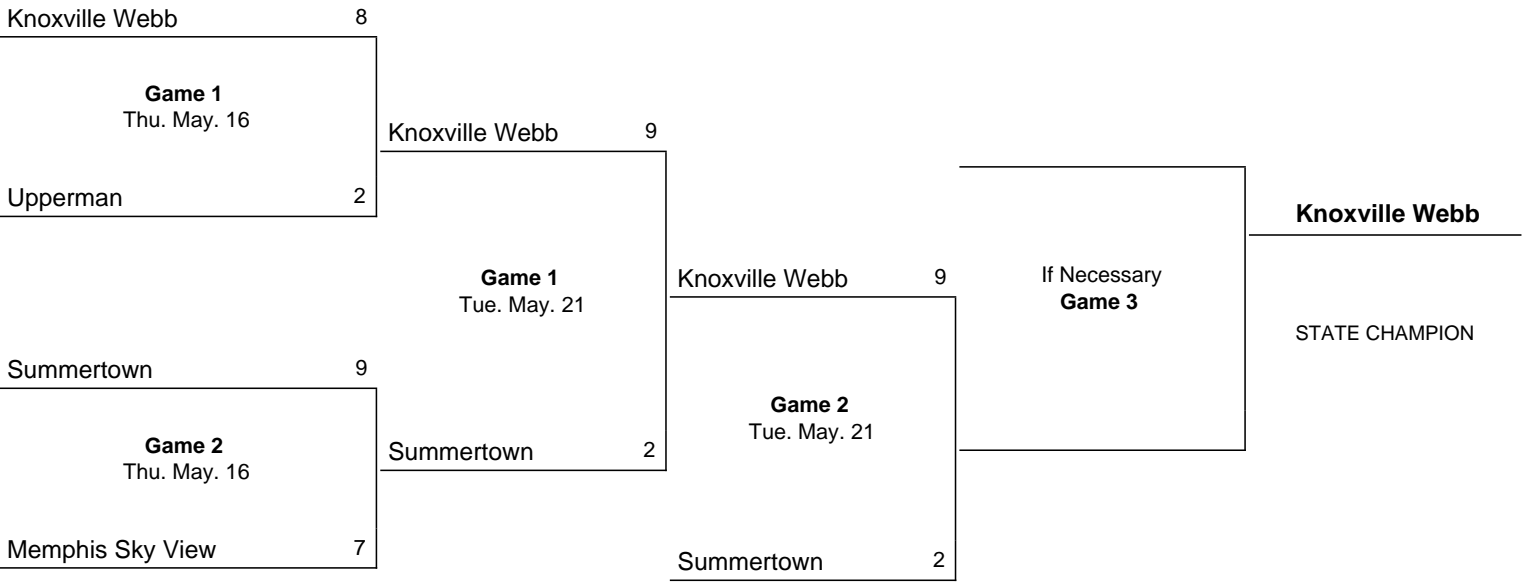 Knoxville Webb 8
Game 1
Thu. May. 16
Upperman 2
Summertown 9
Game 2
Thu. May. 16
Memphis Sky View 7
Knoxville Webb 9
Game 1
Tue. May. 21
Summertown 2
Knoxville Webb 9
Game 2
Tue. May. 21
Summertown 2
If Necessary
Game 3
Knoxville Webb
STATE CHAMPION